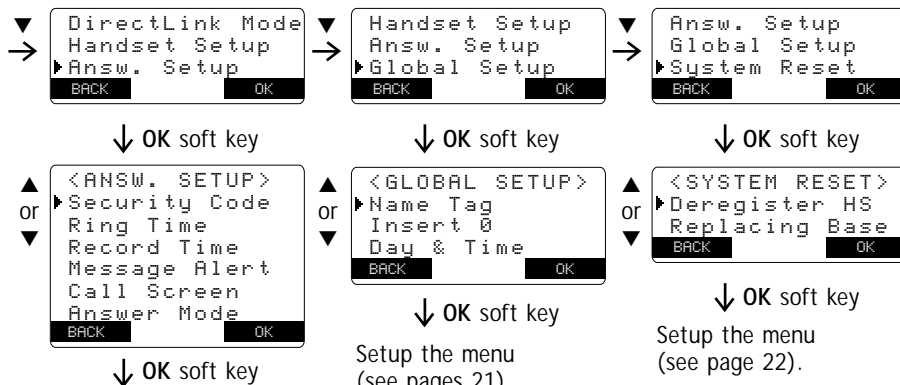 DirectLink Mode
Handset Setup
Answ. Setup
BACK OK
OK soft key
<ANSW. SETUP>
Security Code
Ring Time
Record Time
Message Alert
Call Screen
Answer Mode
BACK OK
or
OK soft key
Handset Setup
Answ. Setup
Global Setup
BACK OK
OK soft key
<GLOBAL SETUP>
Name Tag
Insert 0
Day & Time
BACK OK
or
OK soft key
Setup the menu
(see pages 21)
Answ. Setup
Global Setup
System Reset
BACK OK
OK soft key
<SYSTEM RESET>
Deregister HS
Replacing Base
BACK OK
or
OK soft key
Setup the menu
(see page 22).